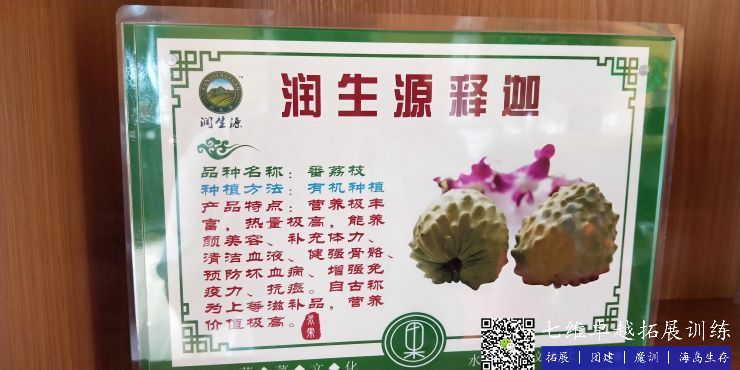 润生源释迦
润生源
品种名称：番荔枝
种植方法：有机种植
产品特点：营养极丰
富，热量极高，能养
颜美容、补充体力、
清洁血液、健强骨骼、
预防坏血病、增强免
疫力、抗癌。自古称
为上等滋补品，营养
价值极高。
七维卓越拓展训练
拓展 | 团建 | 魔训 | 海岛生存